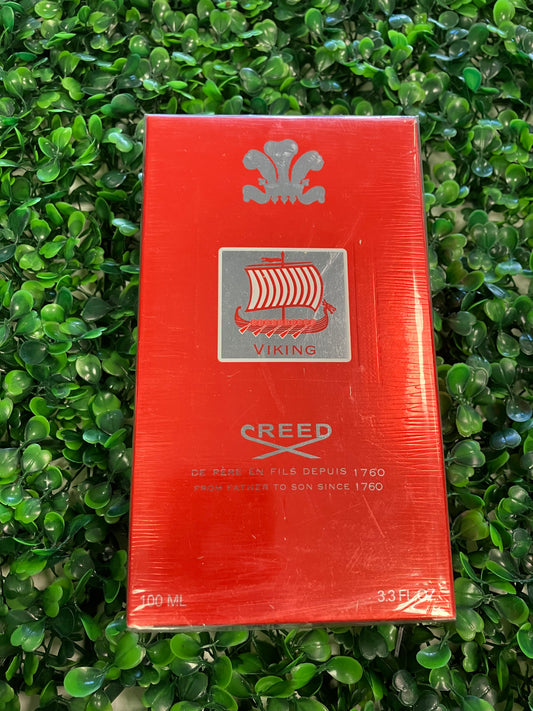 VIKING
CREED
DE PÈRE EN FILS DEPUIS 1760
FROM FATHER TO SON SINCE 1760
100 ML
3.3 FL OZ